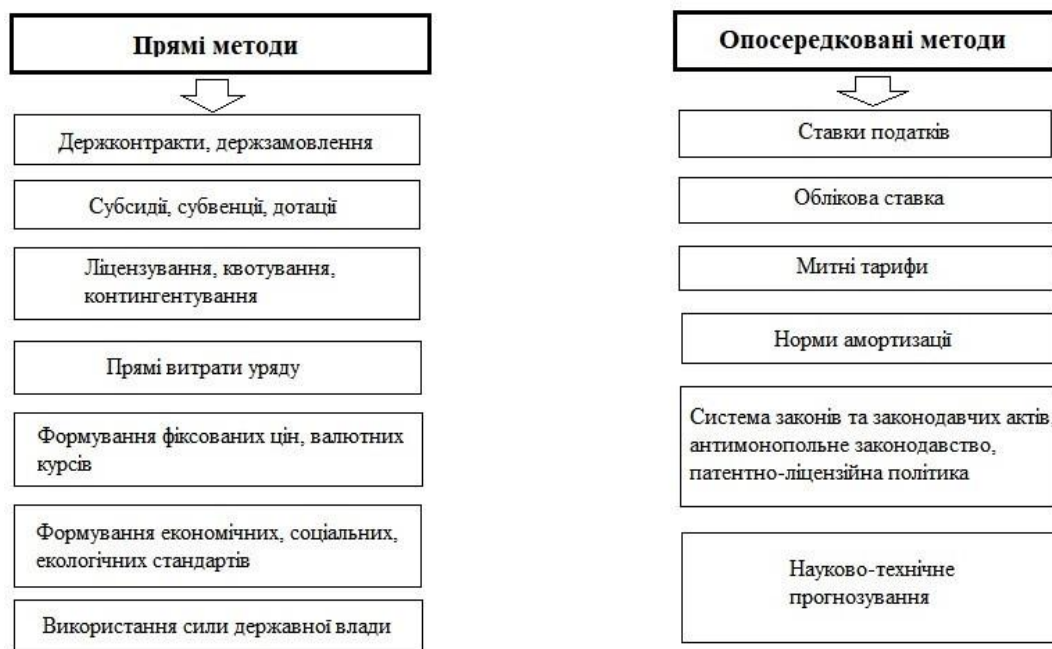 Прямі методи
Держконтракти, держзамовлення
Субсидії, субвенції, дотації
Ліцензування, квотування,
контингентування
Прямі витрати уряду
Формування фіксованих цін, валютних
курсів
Формування економічних, соціальних,
екологічних стандартів
Використання сили державної влади
Опосередковані методи
Ставки податків
Облікова ставка
Митні тарифи
Норми амортизації
Система законів та законодавчих актів,
антимонопольне законодавство,
патентно-ліцензійна політика
Науково-технічне
прогнозування